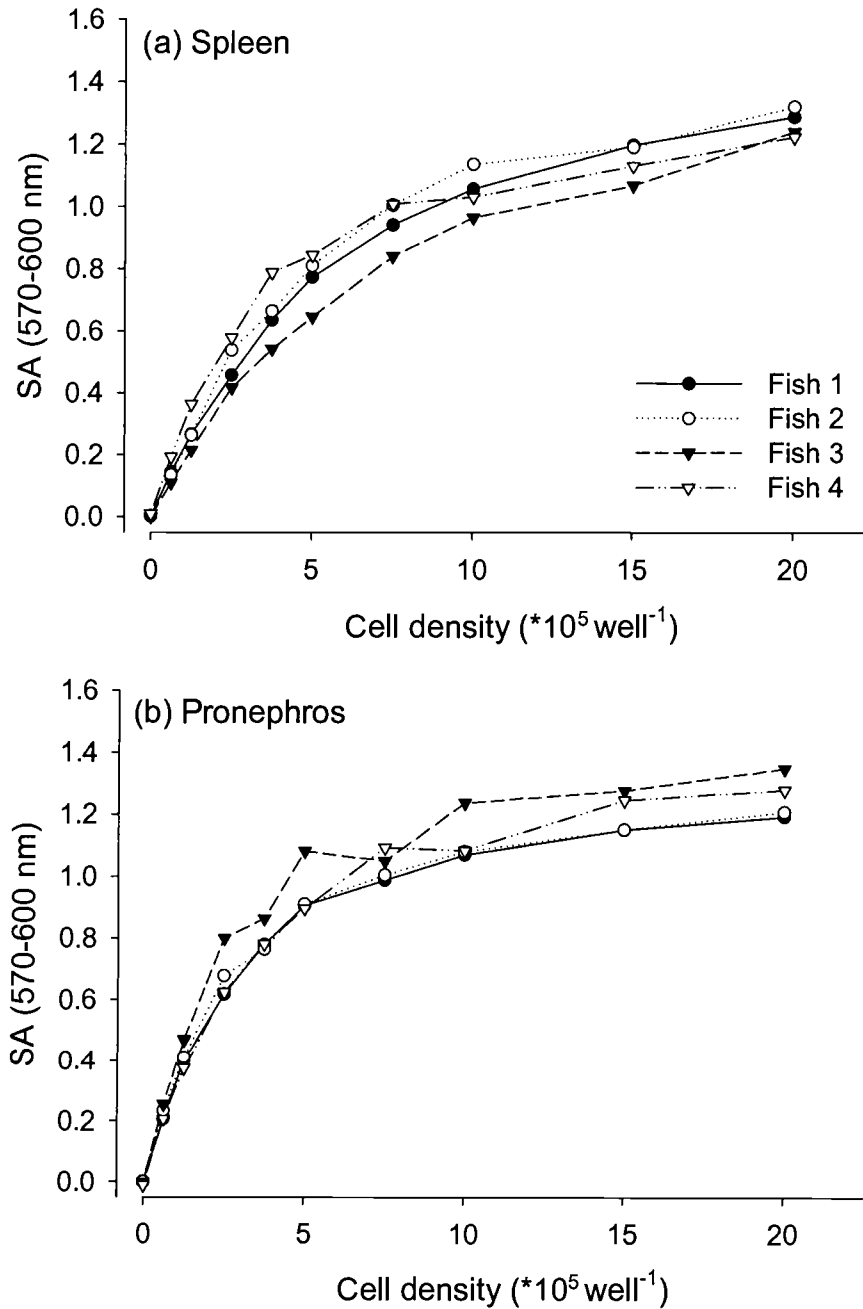 (a) Spleen
1.6
1.4
1.2
1.0
0.8
0.6
0.4
0.2
0.0
SA (570-600 nm)
Fish 1
Fish 2
Fish 3
Fish 4
0 5 10 15 20
Cell density (*10⁵ well⁻¹)
(b) Pronephros
1.6
1.4
1.2
1.0
0.8
0.6
0.4
0.2
0.0
SA (570-600 nm)
0 5 10 15 20
Cell density (*10⁵ well⁻¹)